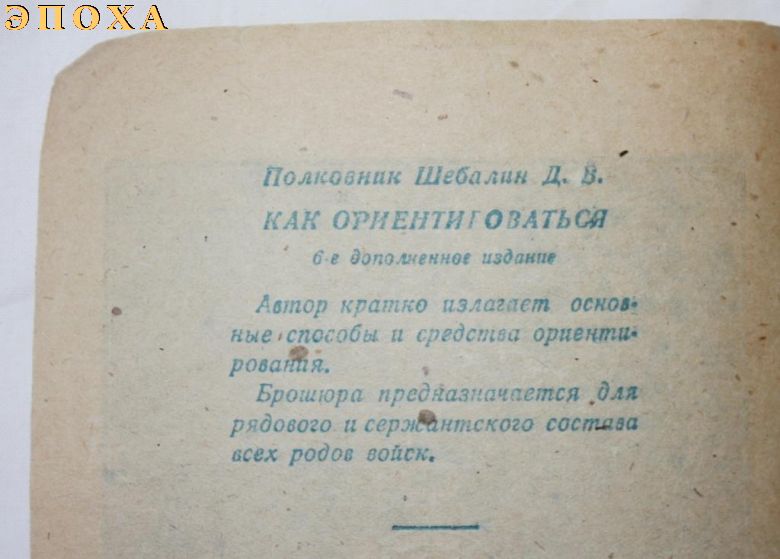 ЭПОХА
Полковник Шебалин Д. В.
КАК ОРИЕНТИГОВАТЬСЯ
6-е дополненное издание
Автор кратко излагает основ-
ные способы и средства ориенти-
рования.
Брошюра предназначается для
рядового и сержантского состава
всех родов войск.